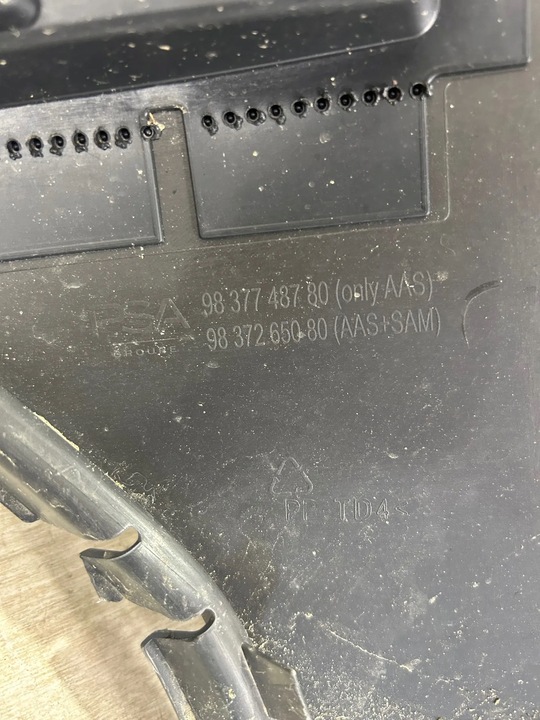 PSA
GROUPE
98 377 487 80 (only AAS)
98 372 650 80 (AAS+SAM)